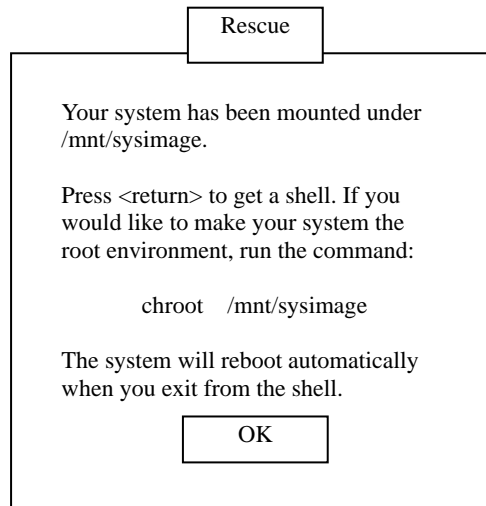 Rescue
Your system has been mounted under
/mnt/sysimage.
Press <return> to get a shell. If you
would like to make your system the
root environment, run the command:
chroot /mnt/sysimage
The system will reboot automatically
when you exit from the shell.
OK